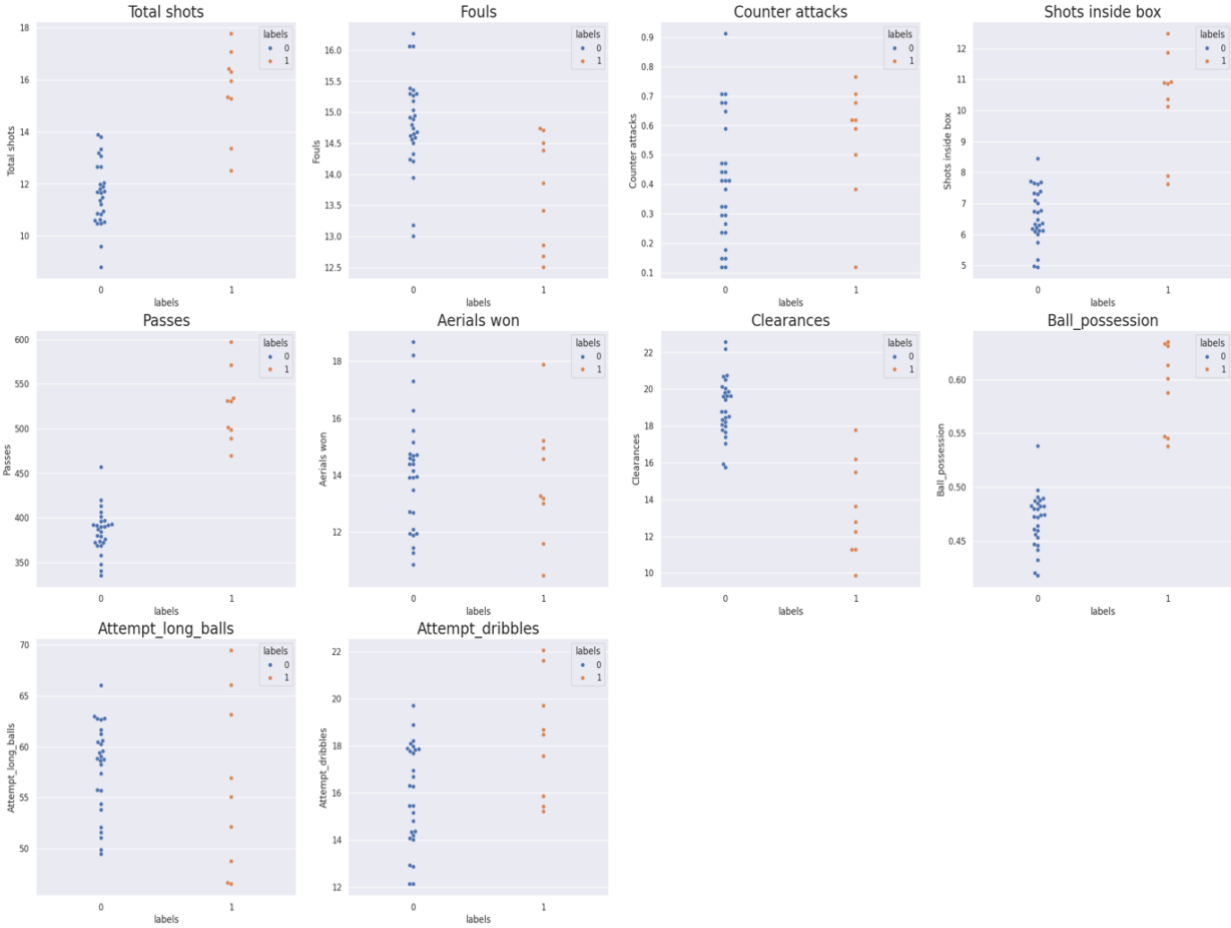 Total shots
Total shots
18
16
14
12
10
labels
0
1
0
1
labels
Fouls
Fouls
16.0
15.5
15.0
14.5
14.0
13.5
13.0
12.5
labels
0
1
0
1
labels
Counter attacks
Counter attacks
0.9
0.8
0.7
0.6
0.5
0.4
0.3
0.2
0.1
labels
0
1
0
1
labels
Shots inside box
Shots inside box
12
11
10
9
8
7
6
5
labels
0
1
0
1
labels
Passes
Passes
600
550
500
450
400
350
labels
0
1
0
1
labels
Aerials won
Aerials won
18
16
14
12
labels
0
1
0
1
labels
Clearances
Clearances
22
20
18
16
14
12
10
labels
0
1
0
1
labels
Ball_possession
Ball_possession
0.60
0.55
0.50
0.45
labels
0
1
0
1
labels
Attempt_long_balls
Attempt_long_balls
70
65
60
55
50
labels
0
1
0
1
labels
Attempt_dribbles
Attempt_dribbles
22
20
18
16
14
12
labels
0
1
0
1
labels